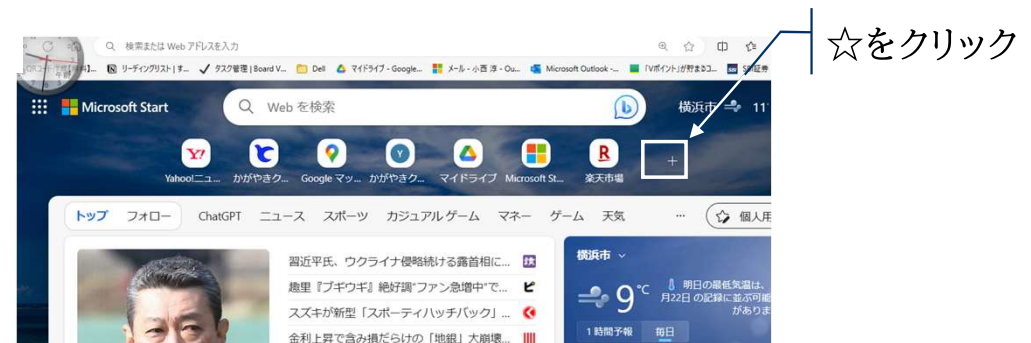 ☆をクリック
検索または Web アドレスを入力
リーディングリスト | す...
タスク管理 | Board V...
Dell
マイドライブ - Google...
メール - 小西 淳 - Ou...
Microsoft Outlook -...
「Vポイント」が貯まるコ...
SBI証券
Microsoft Start
Web を検索
横浜市
11
Yahoo!ニュ...
かがやきク...
Google マッ...
かがやきク...
マイドライブ
Microsoft St...
楽天市場
トップ フォロー ChatGPT ニュース スポーツ カジュアルゲーム マネー ゲーム 天気 ... 個人用
習近平氏、ウクライナ侵略続ける露首相に...
趣里『ブギウギ』絶好調“ファン急増中”で...
スズキが新型「スポーティハッチバック」...
金利上昇で含み損だらけの「地銀」大崩壊...
横浜市
9°C
明日の最低気温は、
月22日 の記録に並ぶ可能
がありま
1 時間予報 毎日